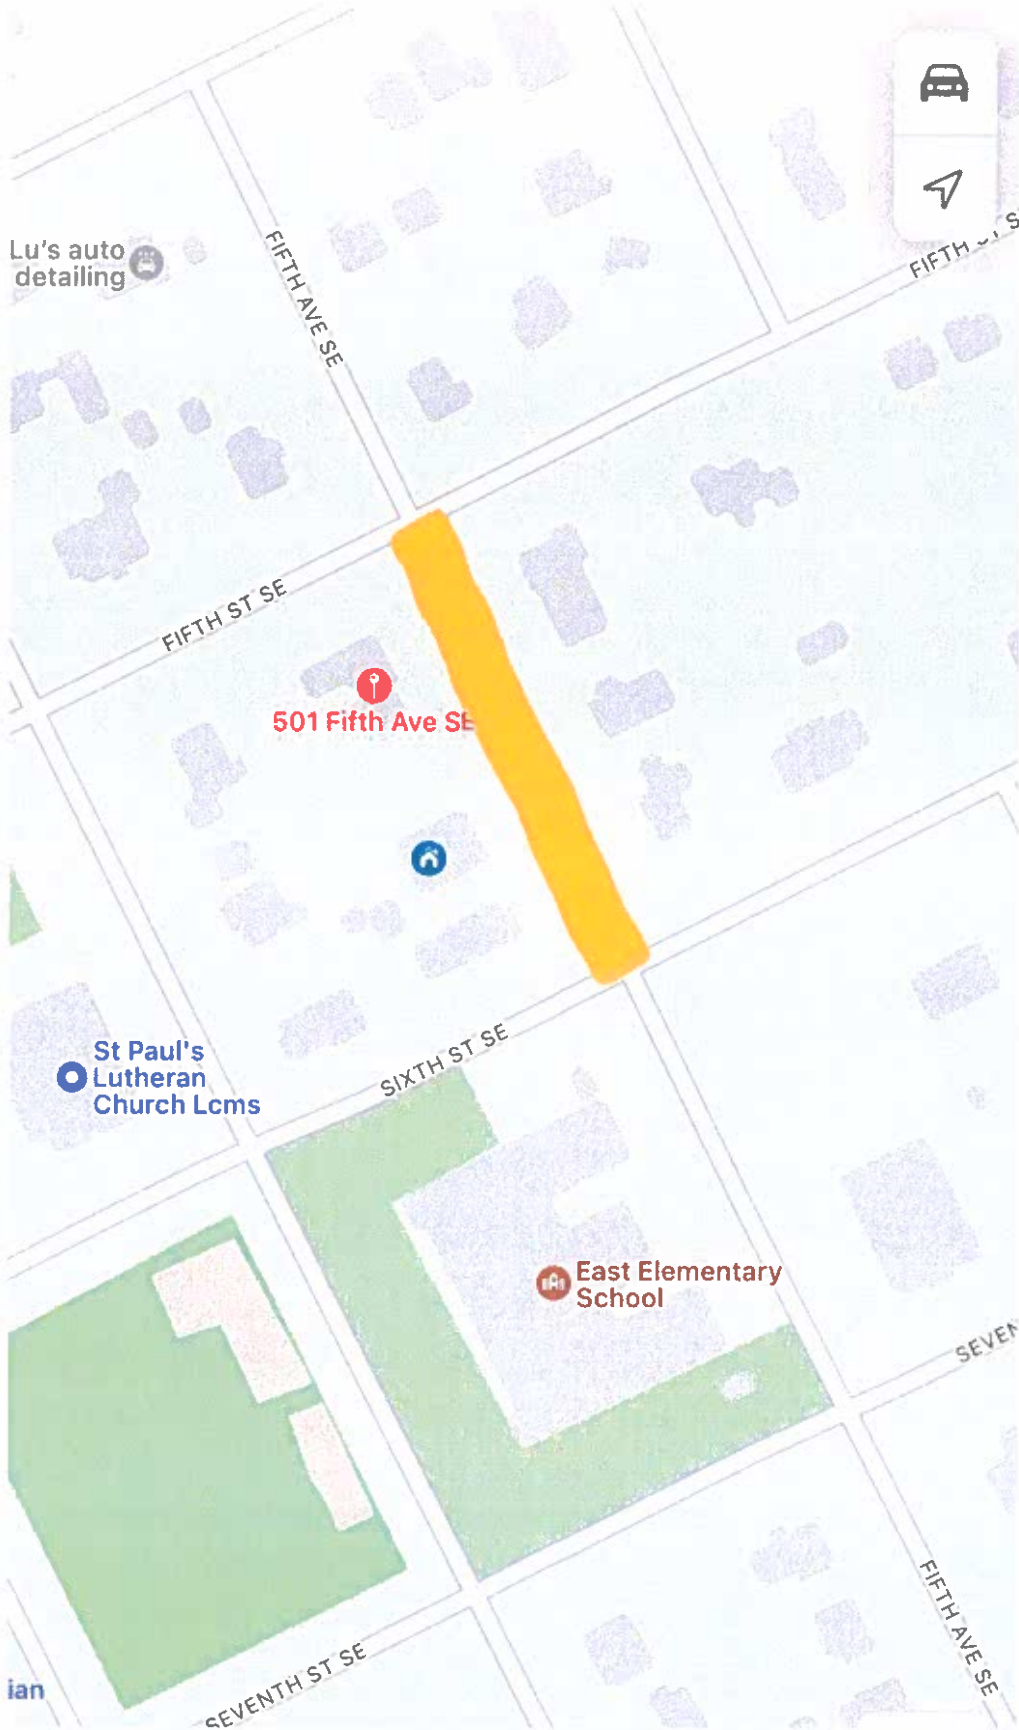 Lu's auto
detailing
FIFTH AVE SE
FIFTH ST S
FIFTH ST SE
501 Fifth Ave SE
St Paul's
Lutheran
Church Lcms
SIXTH ST SE
East Elementary
School
SEVEN
FIFTH AVE SE
ian
SEVENTH ST SE